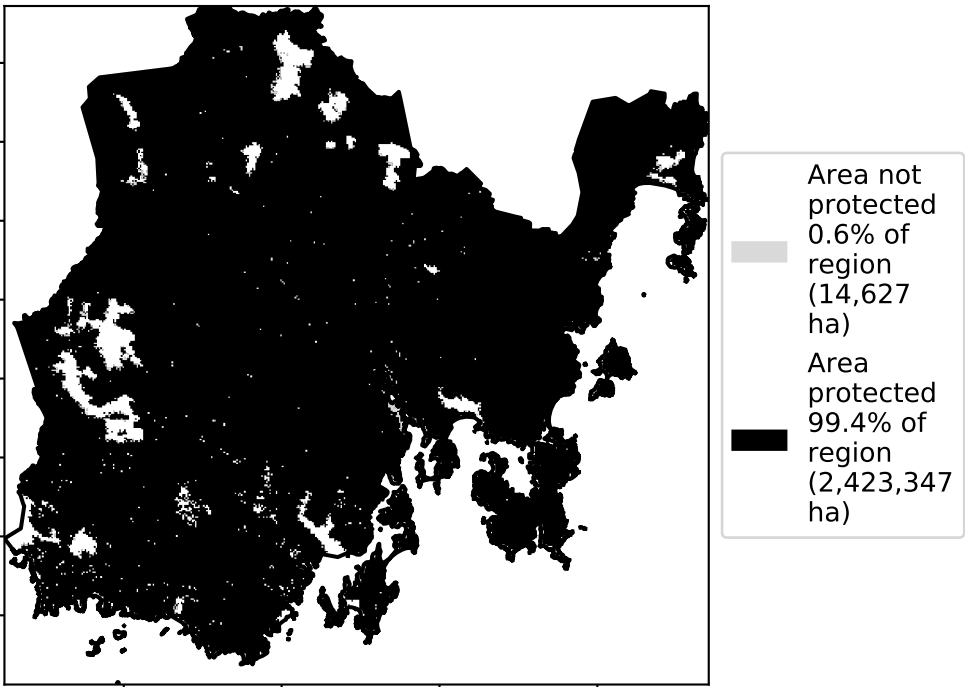 Area not
protected
0.6% of
region
(14,627
ha)
Area
protected
99.4% of
region
(2,423,347
ha)